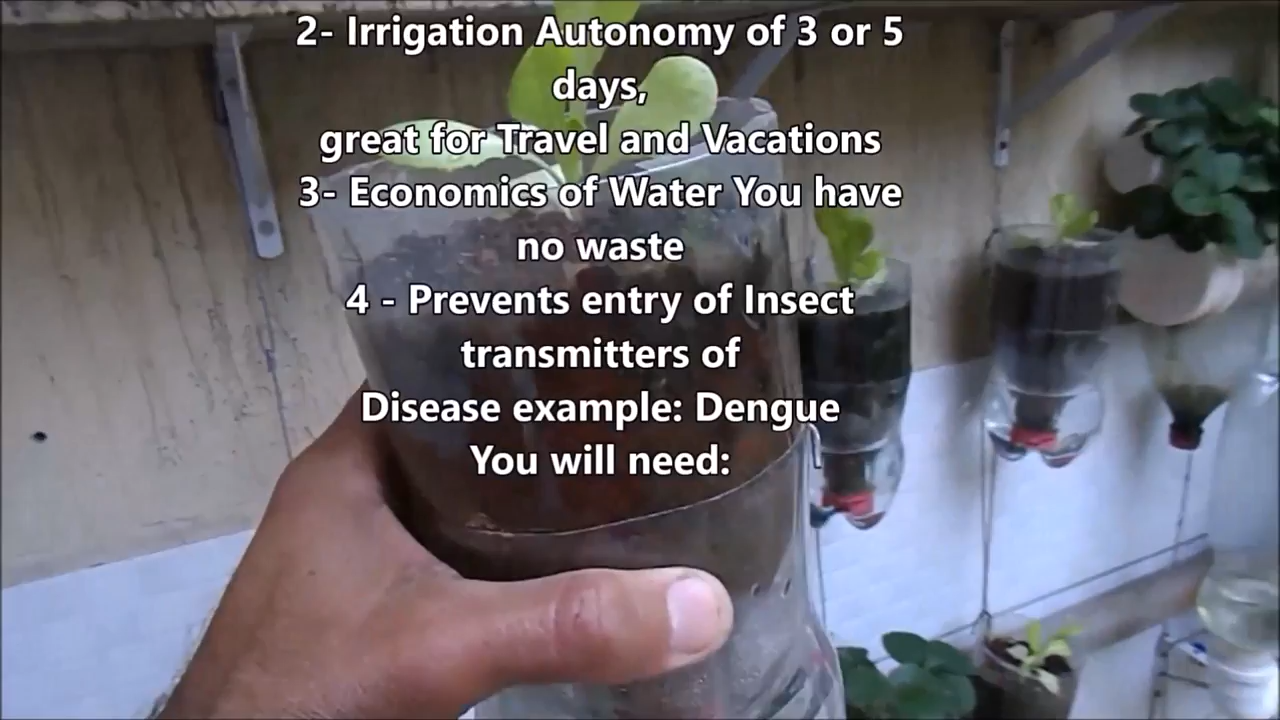 2- Irrigation Autonomy of 3 or 5
days,
great for Travel and Vacations
3- Economics of Water You have
no waste
4 - Prevents entry of Insect
transmitters of
Disease example: Dengue
You will need: